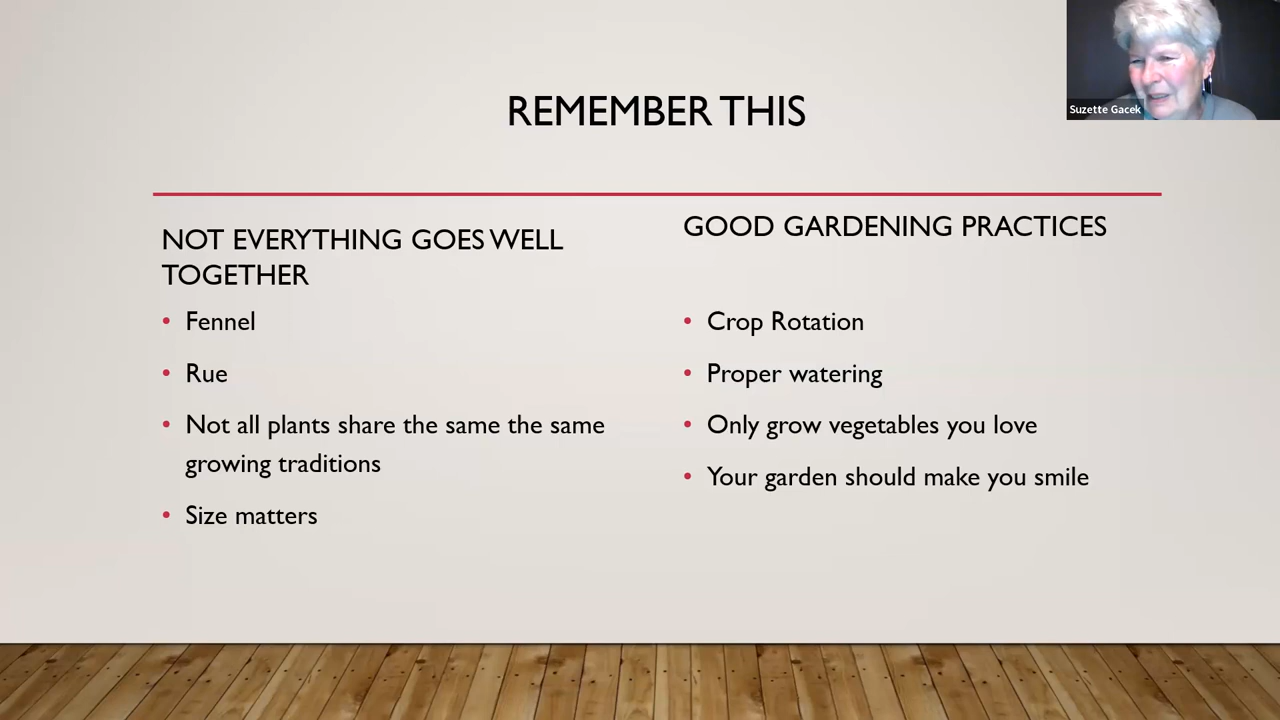 Suzette Gacek
REMEMBER THIS
NOT EVERYTHING GOES WELL
TOGETHER
• Fennel
• Rue
• Not all plants share the same the same
growing traditions
• Size matters
GOOD GARDENING PRACTICES
• Crop Rotation
• Proper watering
• Only grow vegetables you love
• Your garden should make you smile